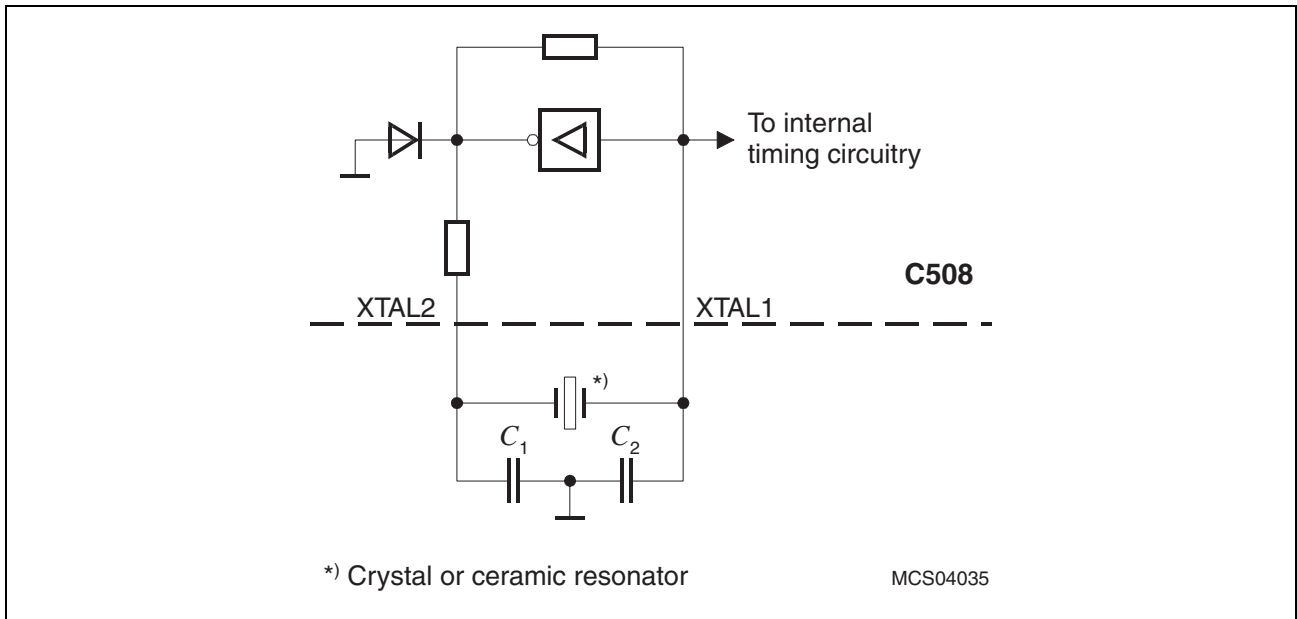 To internal
timing circuitry
C508
XTAL2
XTAL1
*)
C1
C2
*) Crystal or ceramic resonator
MCS04035